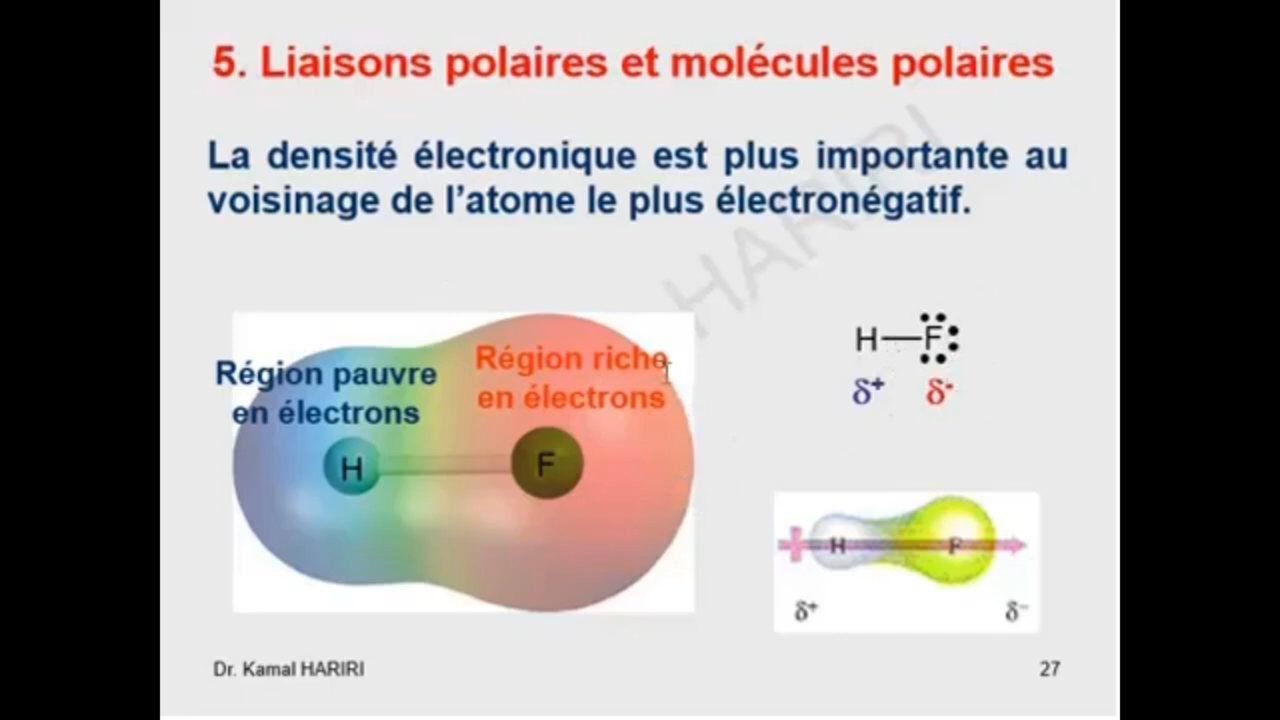 5. Liaisons polaires et molécules polaires
La densité électronique est plus importante au
voisinage de l'atome le plus électronégatif.
HARIRI
Région pauvre
en électrons
Région riche
en électrons
H
F
H—F
δ+ δ-
H F
δ+ δ−
Dr. Kamal HARIRI
27